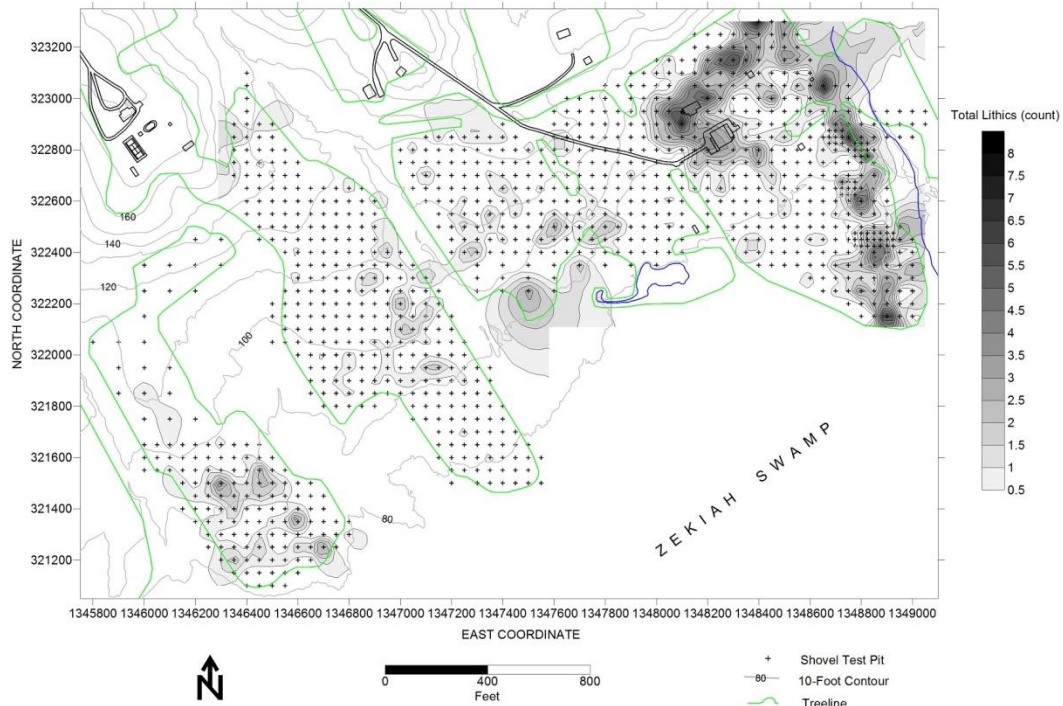 323200
323000
322800
322600
322400
322200
322000
321800
321600
321400
321200
NORTH COORDINATE
160
140
120
100
80
ZEKIAH SWAMP
1345800 1346000 1346200 1346400 1346600 1346800 1347000 1347200 1347400 1347600 1347800 1348000 1348200 1348400 1348600 1348800 1349000
EAST COORDINATE
Total Lithics (count)
8
7.5
7
6.5
6
5.5
5
4.5
4
3.5
3
2.5
2
1.5
1
0.5
N
0 400 800
Feet
Shovel Test Pit
80 10-Foot Contour
Treeline